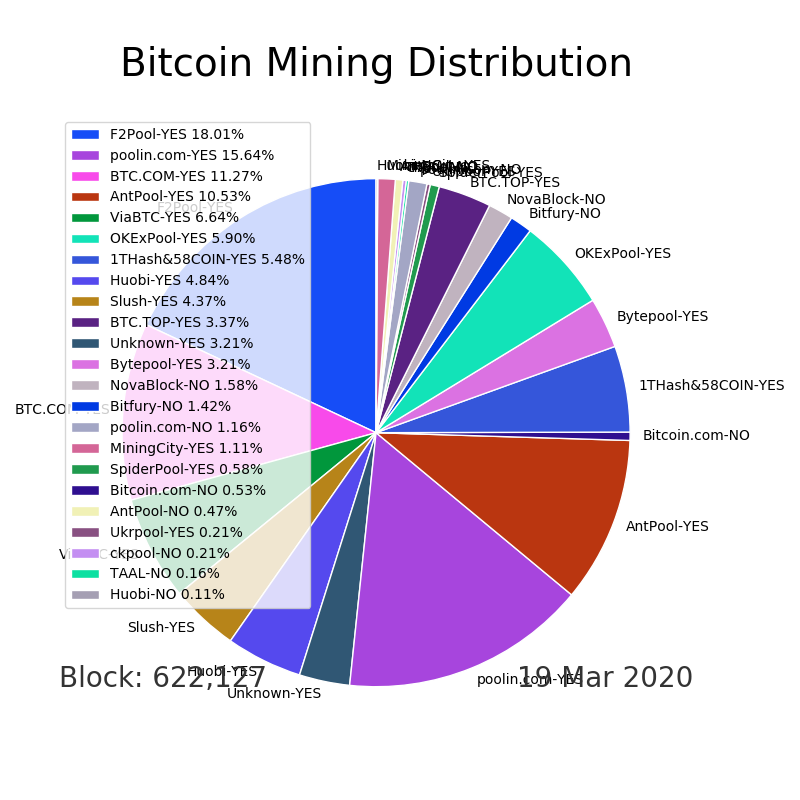 Bitcoin Mining Distribution
F2Pool-YES 18.01%
poolin.com-YES 15.64%
BTC.COM-YES 11.27%
AntPool-YES 10.53%
ViaBTC-YES 6.64%
OKExPool-YES 5.90%
1THash&58COIN-YES 5.48%
Huobi-YES 4.84%
Slush-YES 4.37%
BTC.TOP-YES 3.37%
Unknown-YES 3.21%
Bytepool-YES 3.21%
NovaBlock-NO 1.58%
Bitfury-NO 1.42%
poolin.com-NO 1.16%
MiningCity-YES 1.11%
SpiderPool-YES 0.58%
Bitcoin.com-NO 0.53%
AntPool-NO 0.47%
Ukrpool-YES 0.21%
ckpool-NO 0.21%
TAAL-NO 0.16%
Huobi-NO 0.11%
F2Pool-YES
BTC.TOP-YES
NovaBlock-NO
Bitfury-NO
OKExPool-YES
Bytepool-YES
1THash&58COIN-YES
Bitcoin.com-NO
AntPool-YES
poolin.com-YES
Unknown-YES
Huobi-YES
Slush-YES
BTC.COM-YES
Block: 622,127
19 Mar 2020